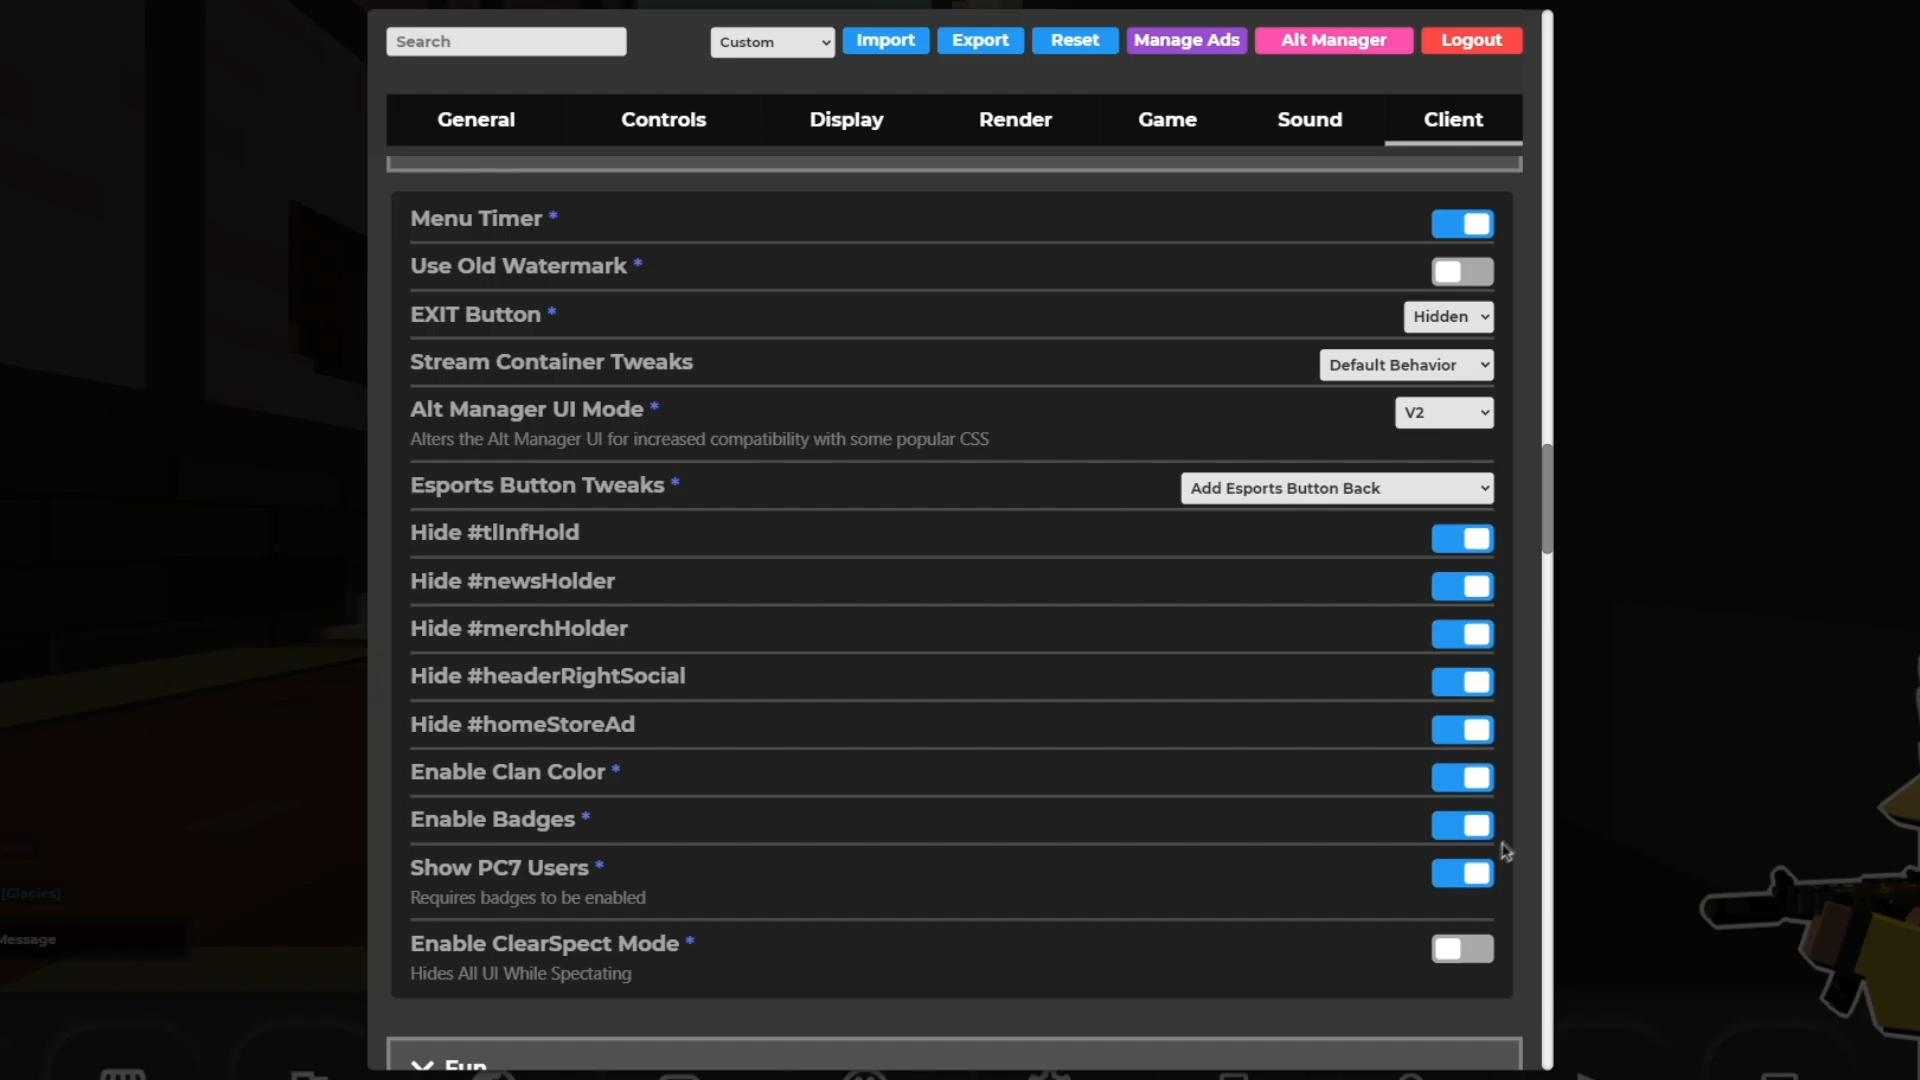 Search
Custom
Import
Export
Reset
Manage Ads
Alt Manager
Logout
General
Controls
Display
Render
Game
Sound
Client
Menu Timer *
Use Old Watermark *
EXIT Button *
Hidden
Stream Container Tweaks
Default Behavior
Alt Manager UI Mode *
V2
Alters the Alt Manager UI for increased compatibility with some popular CSS
Esports Button Tweaks *
Add Esports Button Back
Hide #tlInfHold
Hide #newsHolder
Hide #merchHolder
Hide #headerRightSocial
Hide #homeStoreAd
Enable Clan Color *
Enable Badges *
Show PC7 Users *
Requires badges to be enabled
[Glacies]
Message
Enable ClearSpect Mode *
Hides All UI While Spectating
Fun